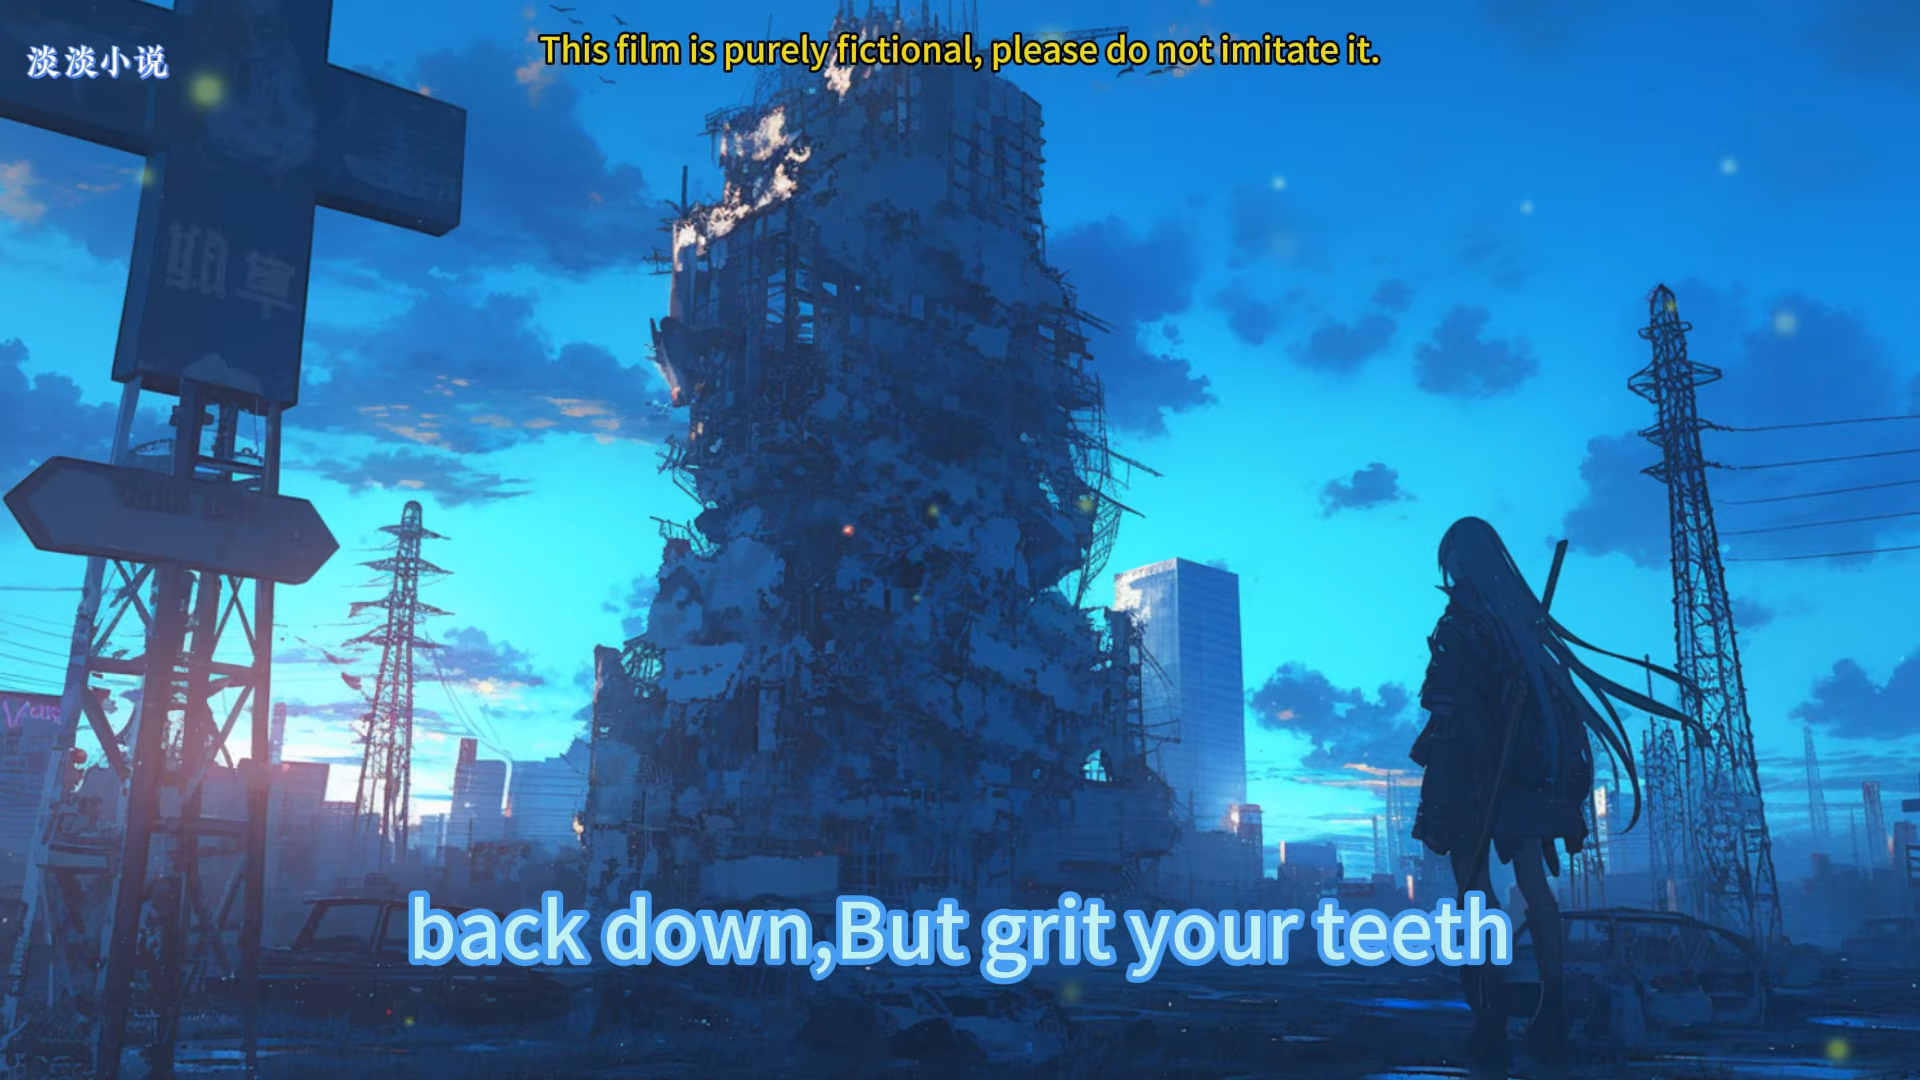 This film is purely fictional, please do not imitate it.
淡淡小说
back down,But grit your teeth